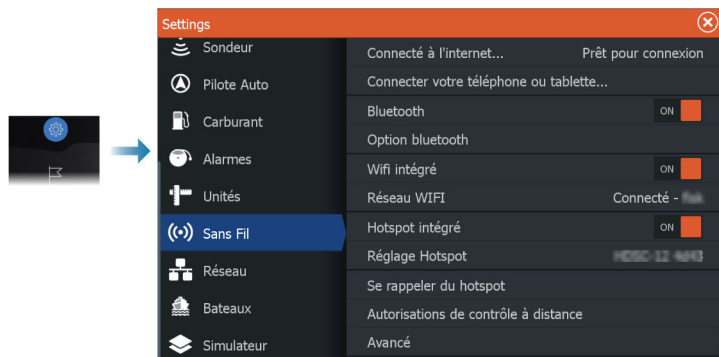 Settings
Sondeur
Pilote Auto
Carburant
Alarmes
Unités
Sans Fil
Réseau
Bateaux
Simulateur
Connecté à l'internet... Prêt pour connexion
Connecter votre téléphone ou tablette...
Bluetooth ON
Option bluetooth
Wifi intégré ON
Réseau WIFI Connecté -
Hotspot intégré ON
Réglage Hotspot
Se rappeler du hotspot
Autorisations de contrôle à distance
Avancé